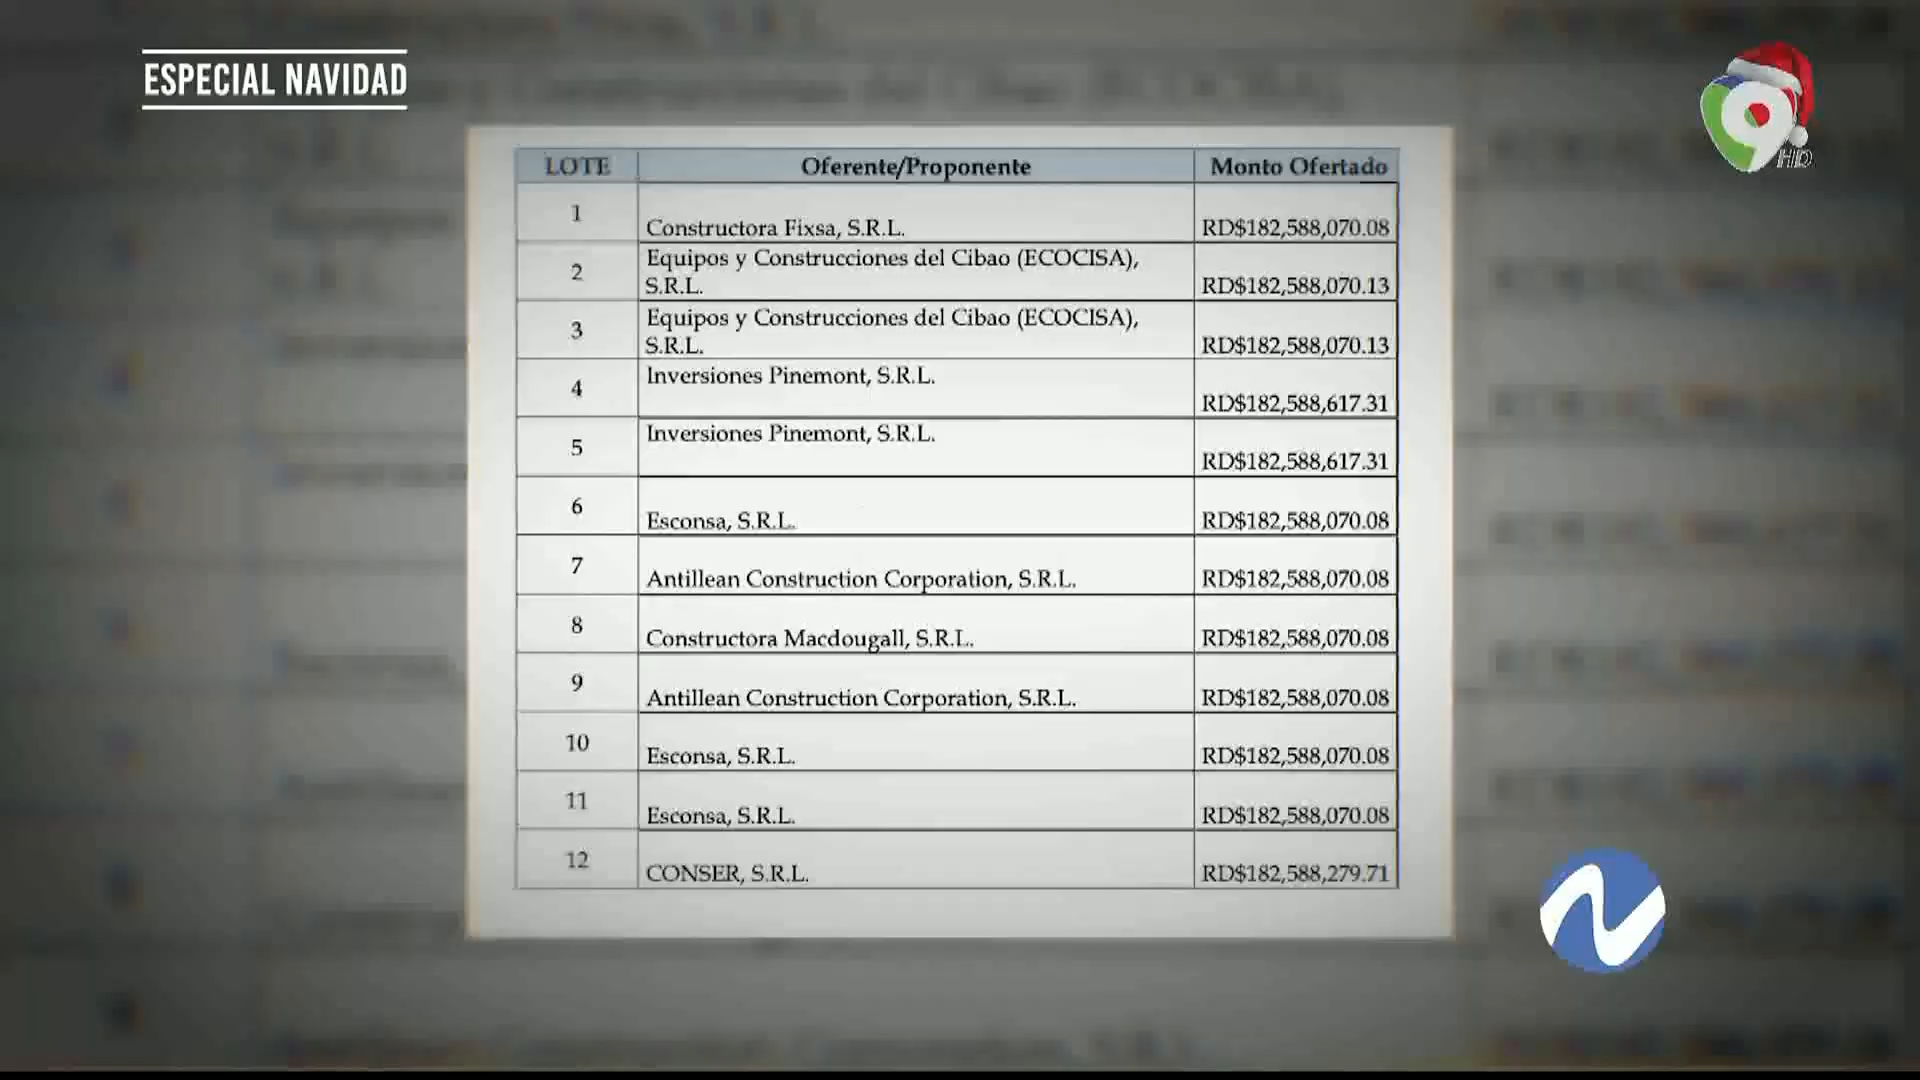 ESPECIAL NAVIDAD
9
HD
LOTE Oferente/Proponente Monto Ofertado
1 Constructora Fixsa, S.R.L. RD$182,588,070.08
2 Equipos y Construcciones del Cibao (ECOCISA),
S.R.L. RD$182,588,070.13
3 Equipos y Construcciones del Cibao (ECOCISA),
S.R.L. RD$182,588,070.13
4 Inversiones Pinemont, S.R.L.
RD$182,588,617.31
5 Inversiones Pinemont, S.R.L.
RD$182,588,617.31
6 Esconsa, S.R.L. RD$182,588,070.08
7 Antillean Construction Corporation, S.R.L. RD$182,588,070.08
8 Constructora Macdougall, S.R.L. RD$182,588,070.08
9 Antillean Construction Corporation, S.R.L. RD$182,588,070.08
10 Esconsa, S.R.L. RD$182,588,070.08
11 Esconsa, S.R.L. RD$182,588,070.08
12 CONSER, S.R.L. RD$182,588,279.71
N